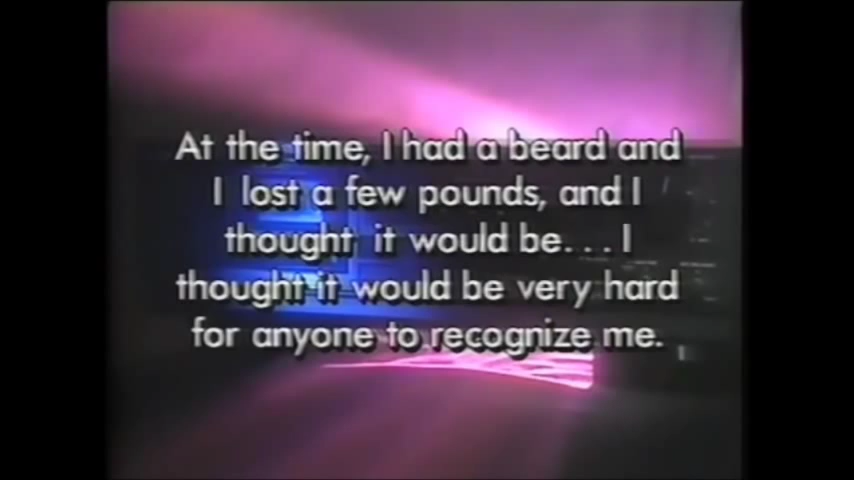 At the time, I had a beard and
I lost a few pounds, and I
thought it would be...I
thought it would be very hard
for anyone to recognize me.